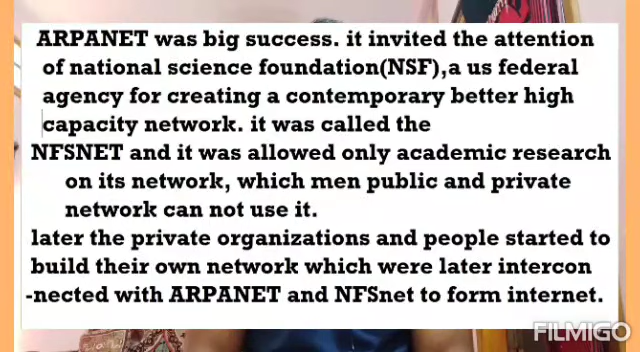 ARPANET was big success. it invited the attention
of national science foundation(NSF),a us federal
agency for creating a contemporary better high
capacity network. it was called the
NFSNET and it was allowed only academic research
on its network, which men public and private
network can not use it.
later the private organizations and people started to
build their own network which were later intercon
-nected with ARPANET and NFSnet to form internet.
FILMIGO